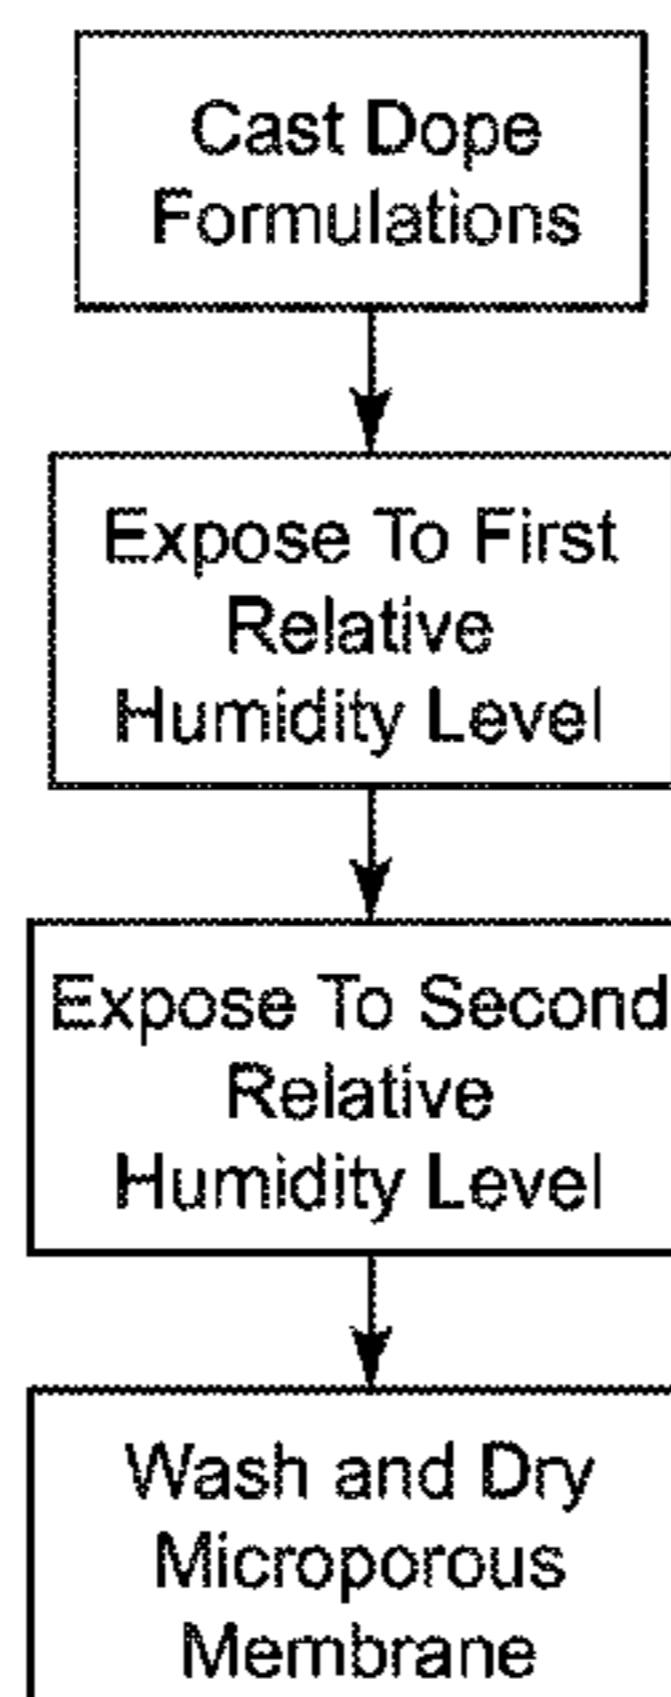 Cast Dope
Formulations
Expose To First
Relative
Humidity Level
Expose To Second
Relative
Humidity Level
Wash and Dry
Microporous
Membrane